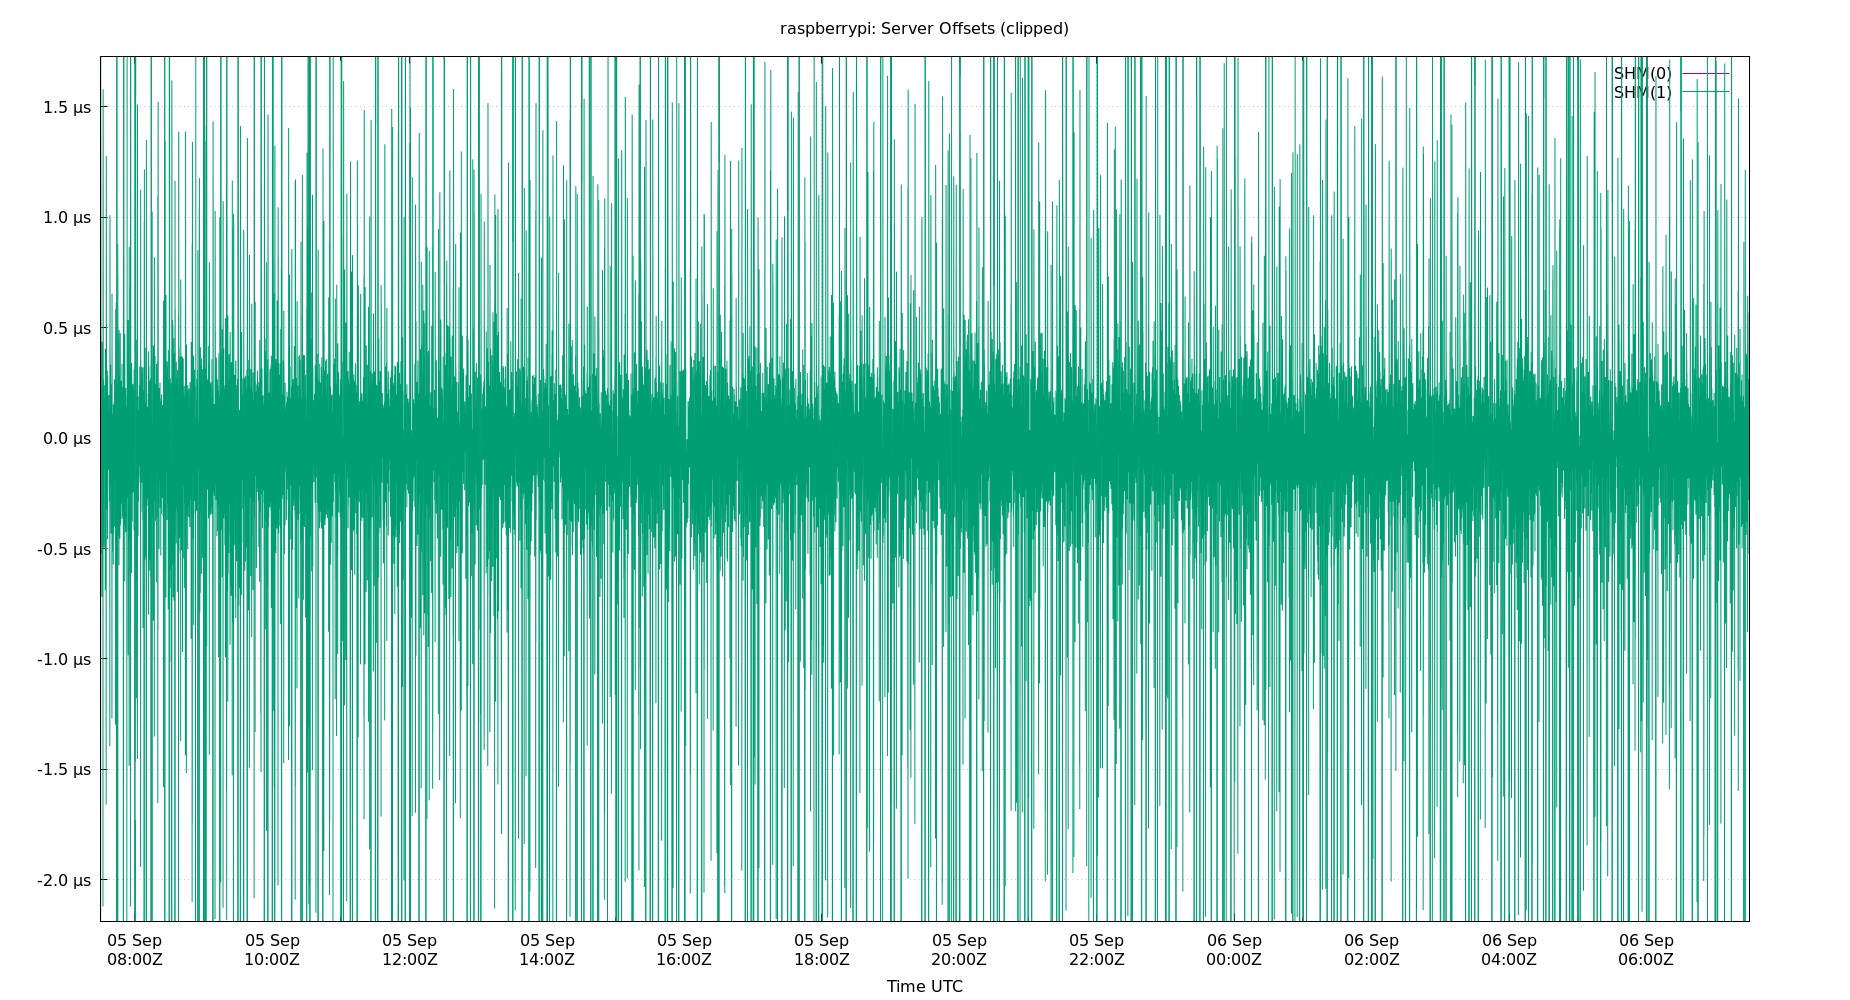 raspberrypi: Server Offsets (clipped)
SHM(0)
SHM(1)
1.5 µs
1.0 µs
0.5 µs
0.0 µs
-0.5 µs
-1.0 µs
-1.5 µs
-2.0 µs
05 Sep 05 Sep 05 Sep 05 Sep 05 Sep 05 Sep 05 Sep 05 Sep 06 Sep 06 Sep 06 Sep 06 Sep
08:00Z 10:00Z 12:00Z 14:00Z 16:00Z 18:00Z 20:00Z 22:00Z 00:00Z 02:00Z 04:00Z 06:00Z
Time UTC